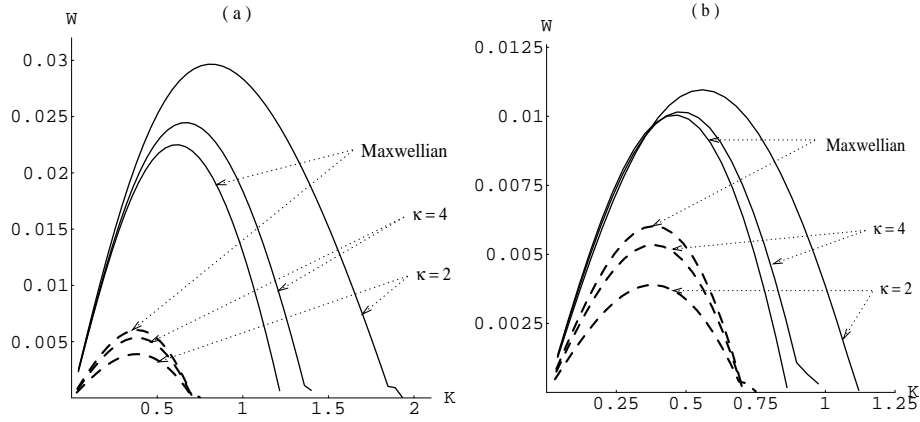 ( a )
W
0.03
0.025
0.02
0.015
0.01
0.005
0.5
1
1.5
2
K
Maxwellian
κ = 4
κ = 2
( b )
W
0.0125
0.01
0.0075
0.005
0.0025
0.25
0.5
0.75
1
1.25
K
Maxwellian
κ = 4
κ = 2